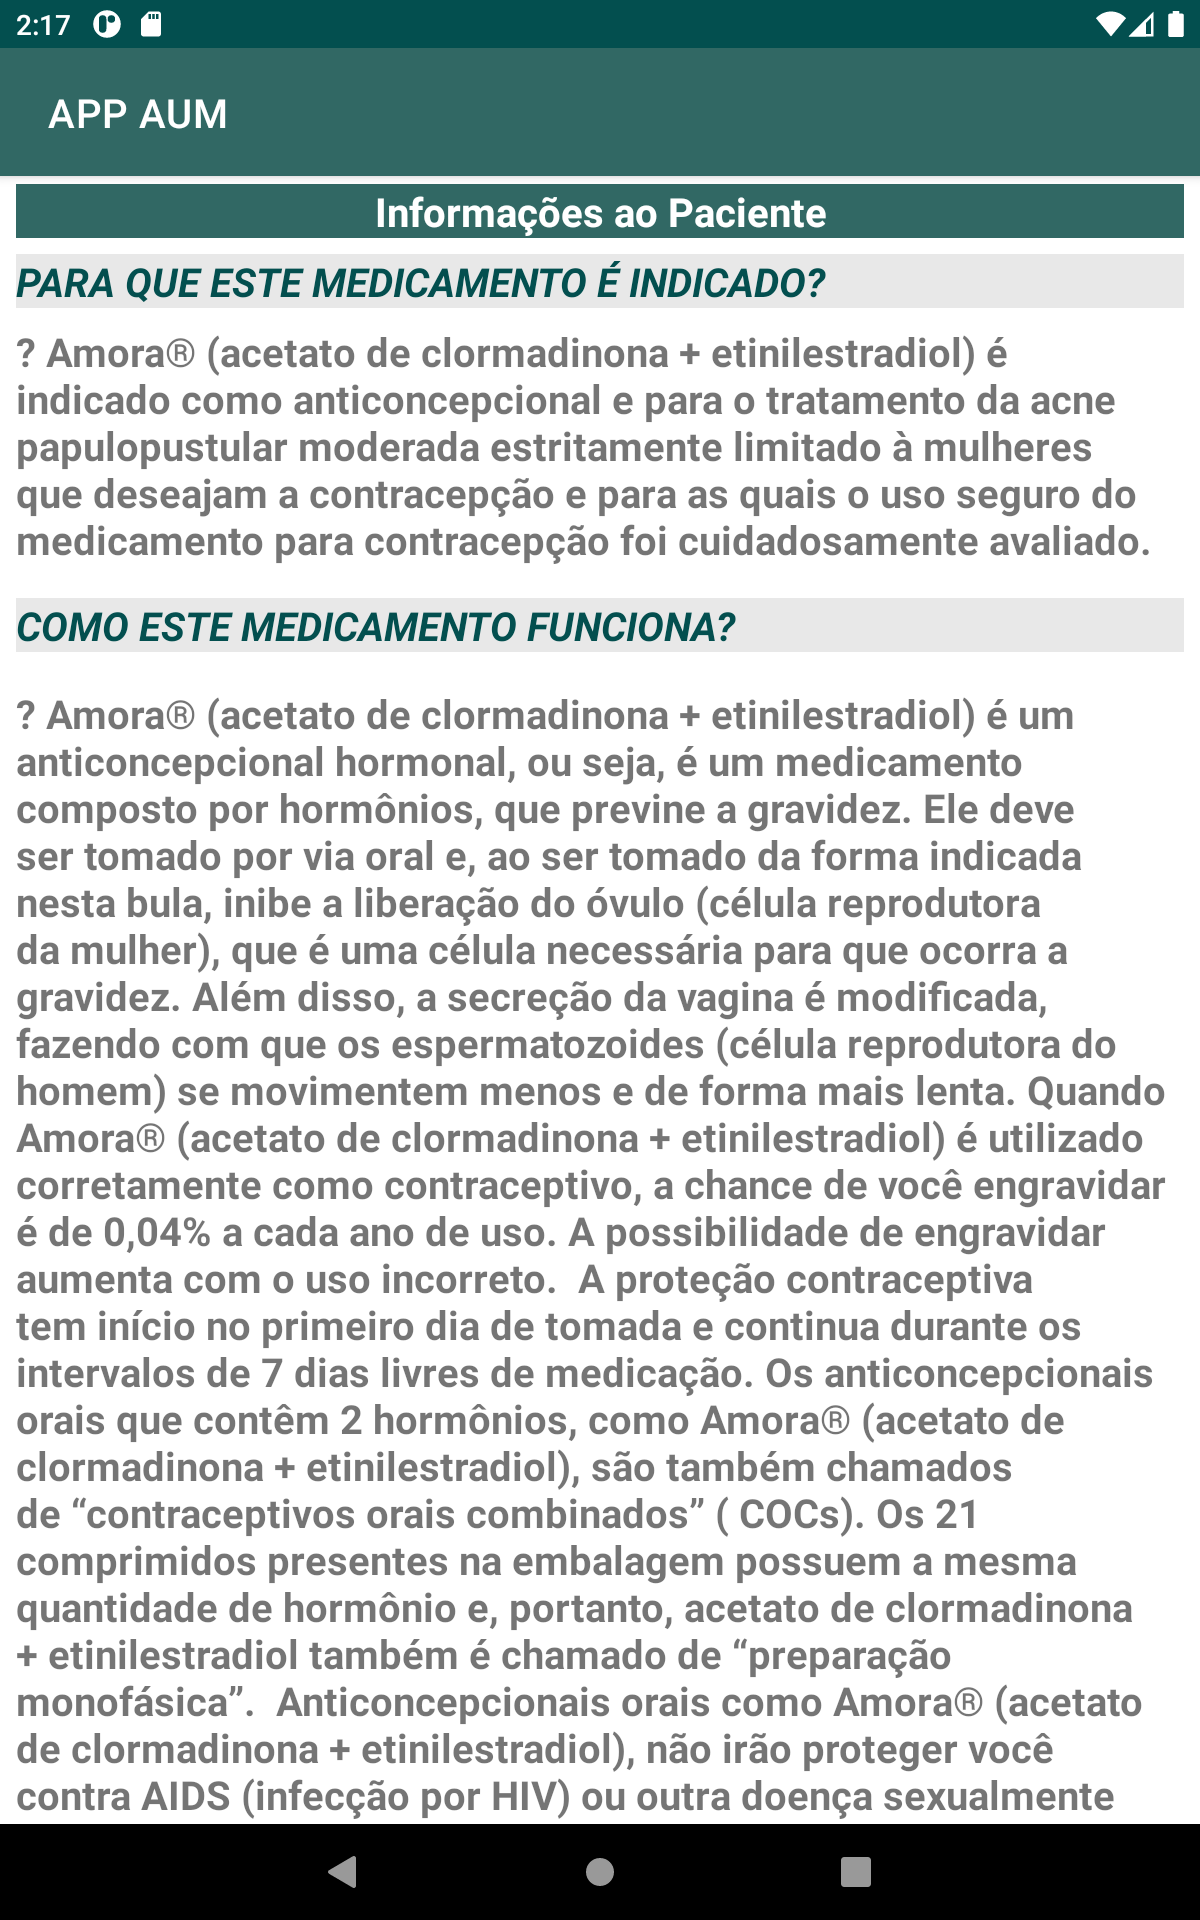 2:17
APP AUM
Informações ao Paciente
PARA QUE ESTE MEDICAMENTO É INDICADO?
? Amora® (acetato de clormadinona + etinilestradiol) é
indicado como anticoncepcional e para o tratamento da acne
papulopustular moderada estritamente limitado à mulheres
que deseajam a contracepção e para as quais o uso seguro do
medicamento para contracepção foi cuidadosamente avaliado.
COMO ESTE MEDICAMENTO FUNCIONA?
? Amora® (acetato de clormadinona + etinilestradiol) é um
anticoncepcional hormonal, ou seja, é um medicamento
composto por hormônios, que previne a gravidez. Ele deve
ser tomado por via oral e, ao ser tomado da forma indicada
nesta bula, inibe a liberação do óvulo (célula reprodutora
da mulher), que é uma célula necessária para que ocorra a
gravidez. Além disso, a secreção da vagina é modificada,
fazendo com que os espermatozoides (célula reprodutora do
homem) se movimentem menos e de forma mais lenta. Quando
Amora® (acetato de clormadinona + etinilestradiol) é utilizado
corretamente como contraceptivo, a chance de você engravidar
é de 0,04% a cada ano de uso. A possibilidade de engravidar
aumenta com o uso incorreto.  A proteção contraceptiva
tem início no primeiro dia de tomada e continua durante os
intervalos de 7 dias livres de medicação. Os anticoncepcionais
orais que contêm 2 hormônios, como Amora® (acetato de
clormadinona + etinilestradiol), são também chamados
de “contraceptivos orais combinados” ( COCs). Os 21
comprimidos presentes na embalagem possuem a mesma
quantidade de hormônio e, portanto, acetato de clormadinona
+ etinilestradiol também é chamado de “preparação
monofásica”.  Anticoncepcionais orais como Amora® (acetato
de clormadinona + etinilestradiol), não irão proteger você
contra AIDS (infecção por HIV) ou outra doença sexualmente